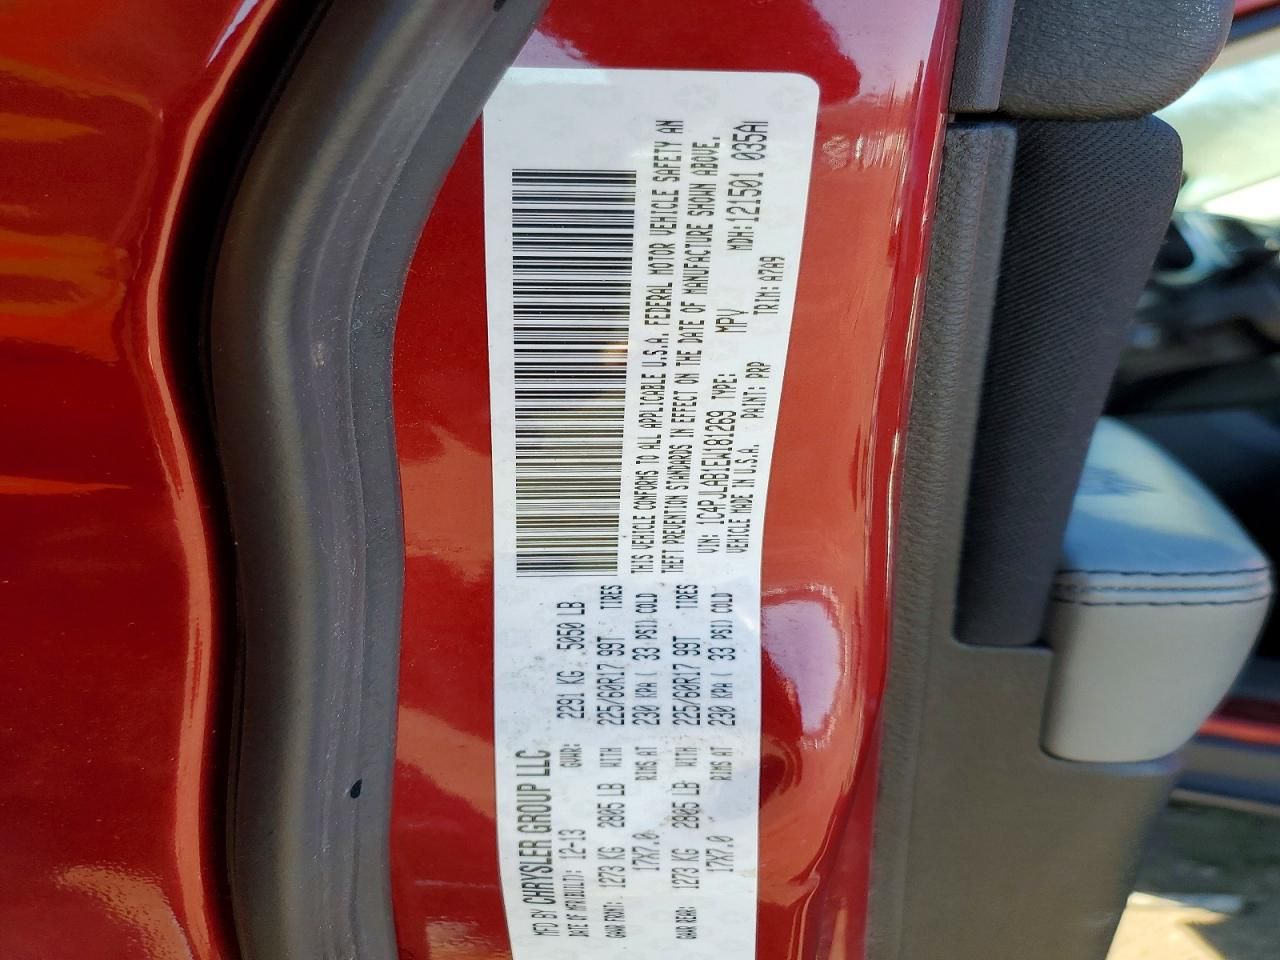 MFD BY CHRYSLER GROUP LLC
DATE OF MFR(BUILT): 12-13 GVWR: 2291 KG 5050 LB
GAWR FRONT: 1273 KG 2805 LB WITH 225/60R17 99T TIRES
17X7.0 RIMS AT 230 KPA ( 33 PSI) COLD
GAWR REAR: 1273 KG 2805 LB WITH 225/60R17 99T TIRES
17X7.0 RIMS AT 230 KPA ( 33 PSI) COLD
THIS VEHICLE CONFORMS TO ALL APPLICABLE U.S.A. FEDERAL MOTOR VEHICLE SAFETY AN
THEFT PREVENTION STANDARDS IN EFFECT ON THE DATE OF MANUFACTURE SHOWN ABOVE.
VIN: 1C4PJLAB1EW181269 TYPE: MPV MDH: 121501 035A
VEHICLE MADE IN U.S.A. PAINT: PRP TRIM: A7A9